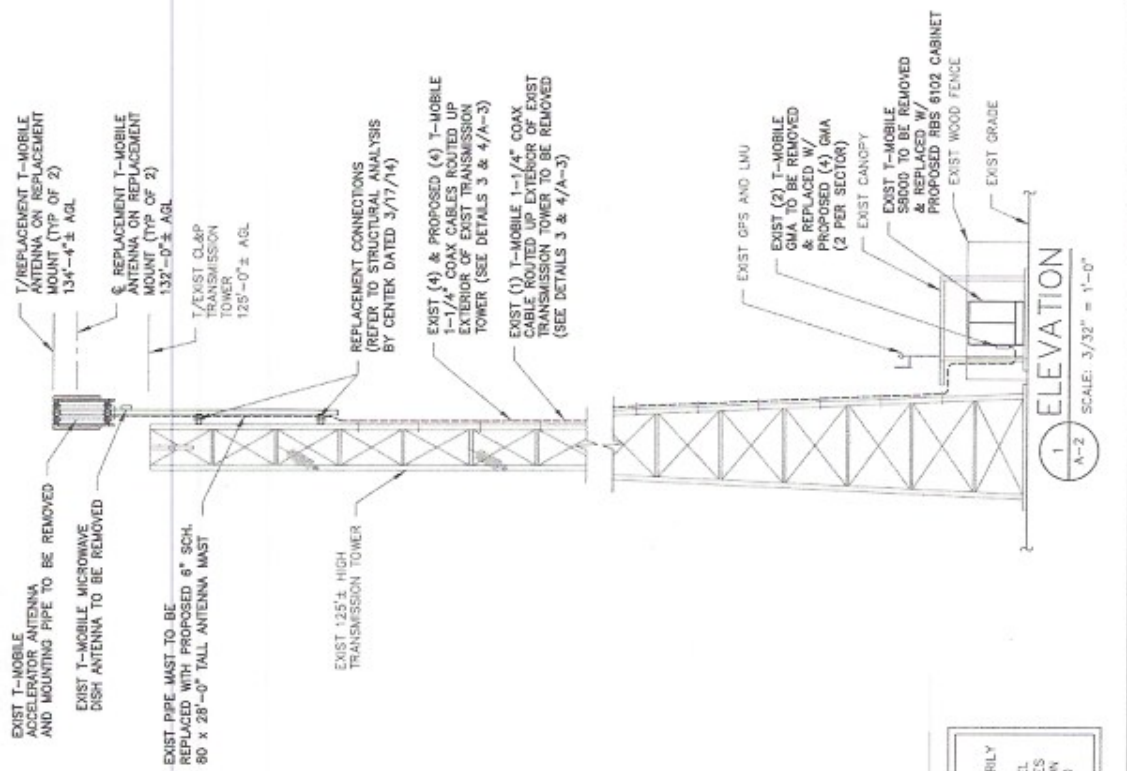 EXIST T-MOBILE
ACCELERATOR ANTENNA
AND MOUNTING PIPE TO BE REMOVED
EXIST T-MOBILE MICROWAVE
DISH ANTENNA TO BE REMOVED
EXIST PIPE MAST TO BE
REPLACED WITH PROPOSED 6" SCH.
80 x 28'-0" TALL ANTENNA MAST
EXIST 125'± HIGH
TRANSMISSION TOWER
T/REPLACEMENT T-MOBILE
ANTENNA ON REPLACEMENT
MOUNT (TYP OF 2)
134'-4"± AGL
℄ REPLACEMENT T-MOBILE
ANTENNA ON REPLACEMENT
MOUNT (TYP OF 2)
132'-0"± AGL
T/EXIST CL&P
TRANSMISSION
TOWER
125'-0"± AGL
REPLACEMENT CONNECTIONS
(REFER TO STRUCTURAL ANALYSIS
BY CENTEK DATED 3/17/14)
EXIST (4) & PROPOSED (4) T-MOBILE
1-1/4" COAX CABLES ROUTED UP
EXTERIOR OF EXIST TRANSMISSION
TOWER (SEE DETAILS 3 & 4/A-3)
EXIST (1) T-MOBILE 1-1/4" COAX
CABLE ROUTED UP EXTERIOR OF EXIST
TRANSMISSION TOWER TO BE REMOVED
(SEE DETAILS 3 & 4/A-3)
EXIST GPS AND LMU
EXIST (2) T-MOBILE
GMA TO BE REMOVED
& REPLACED W/
PROPOSED (4) GMA
(2 PER SECTOR)
EXIST CANOPY
EXIST T-MOBILE
S8000 TO BE REMOVED
& REPLACED W/
PROPOSED RBS 6102 CABINET
EXIST WOOD FENCE
EXIST GRADE
1
A-2
ELEVATION
SCALE: 3/32" = 1'-0"